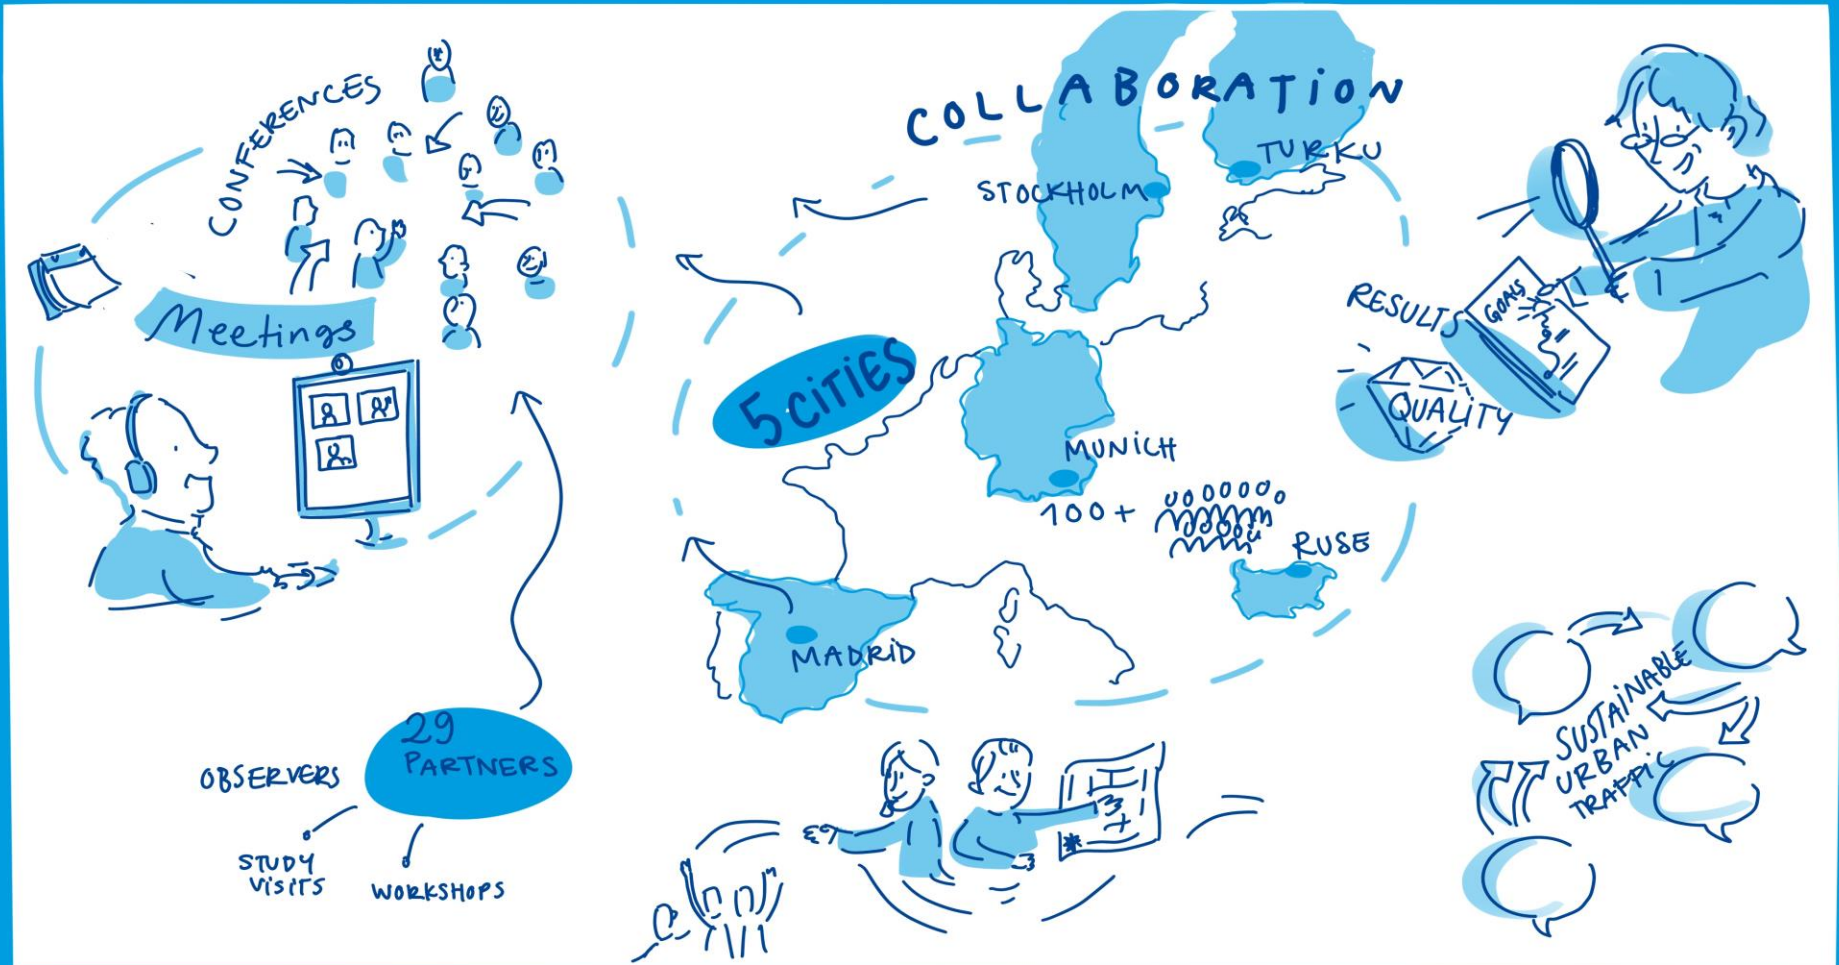 CONFERENCES
Meetings
29
PARTNERS
OBSERVERS
STUDY
VISITS
WORKSHOPS
COLLABORATION
TURKU
STOCKHOLM
5 CITIES
MUNICH
100+
RUSE
MADRID
RESULTS
GOALS
QUALITY
SUSTAINABLE
URBAN
TRAFFIC